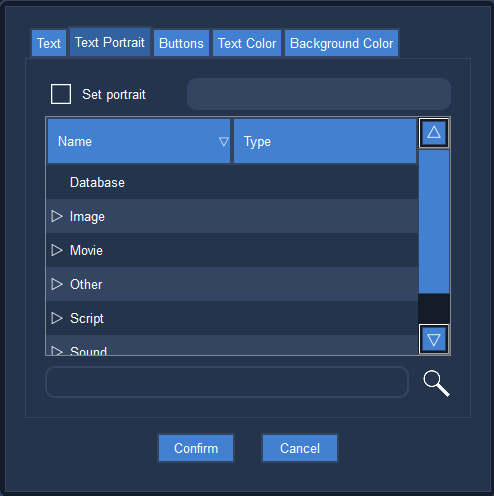 Text Text Portrait Buttons Text Color Background Color
Set portrait
Name Type
Database
Image
Movie
Other
Script
Sound
Confirm Cancel